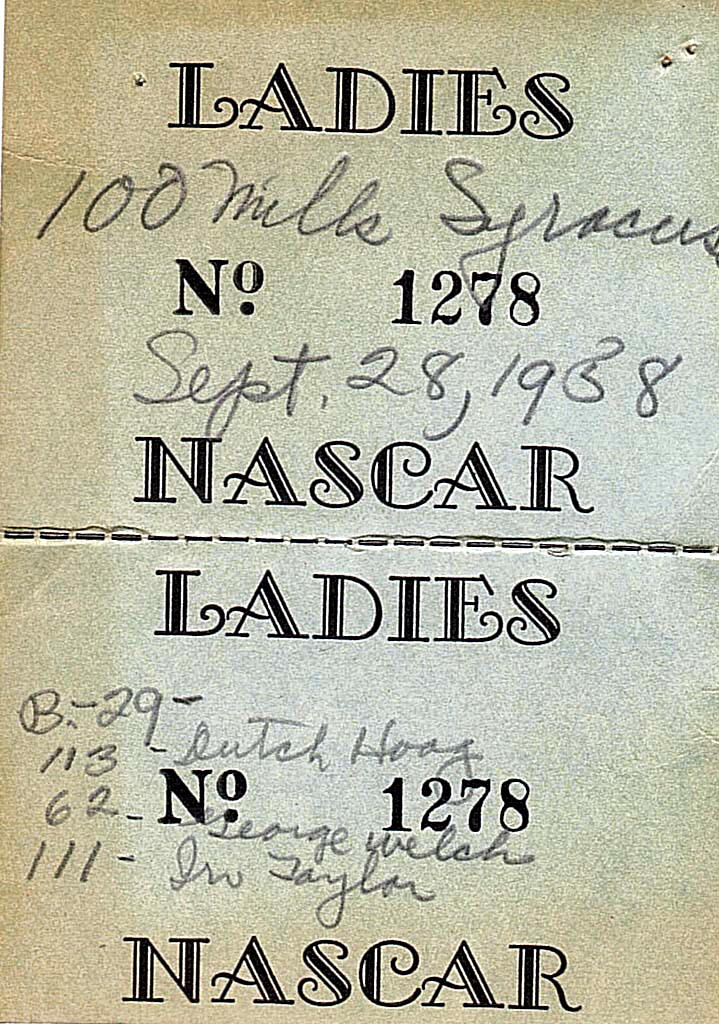 LADIES
100 Mile Syracuse
Nº 1278
Sept. 28, 1958
NASCAR
LADIES
B.-29-
113 - Dutch Hoag
Nº 1278
62 - George Welch
111 - Irv Taylor
NASCAR